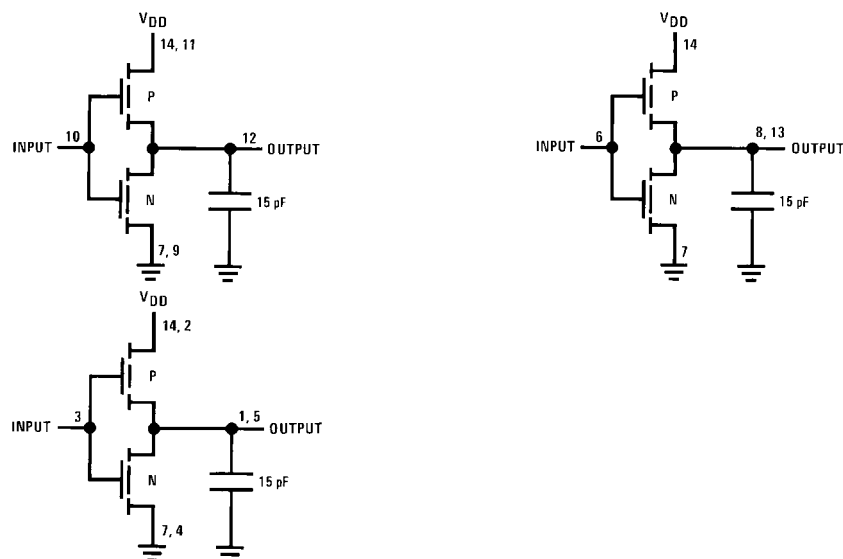 VDD
14, 11
P
10
12
INPUT
OUTPUT
N
15 pF
7, 9
VDD
14
P
6
8, 13
INPUT
OUTPUT
N
15 pF
7
VDD
14, 2
P
3
1, 5
INPUT
OUTPUT
N
15 pF
7, 4